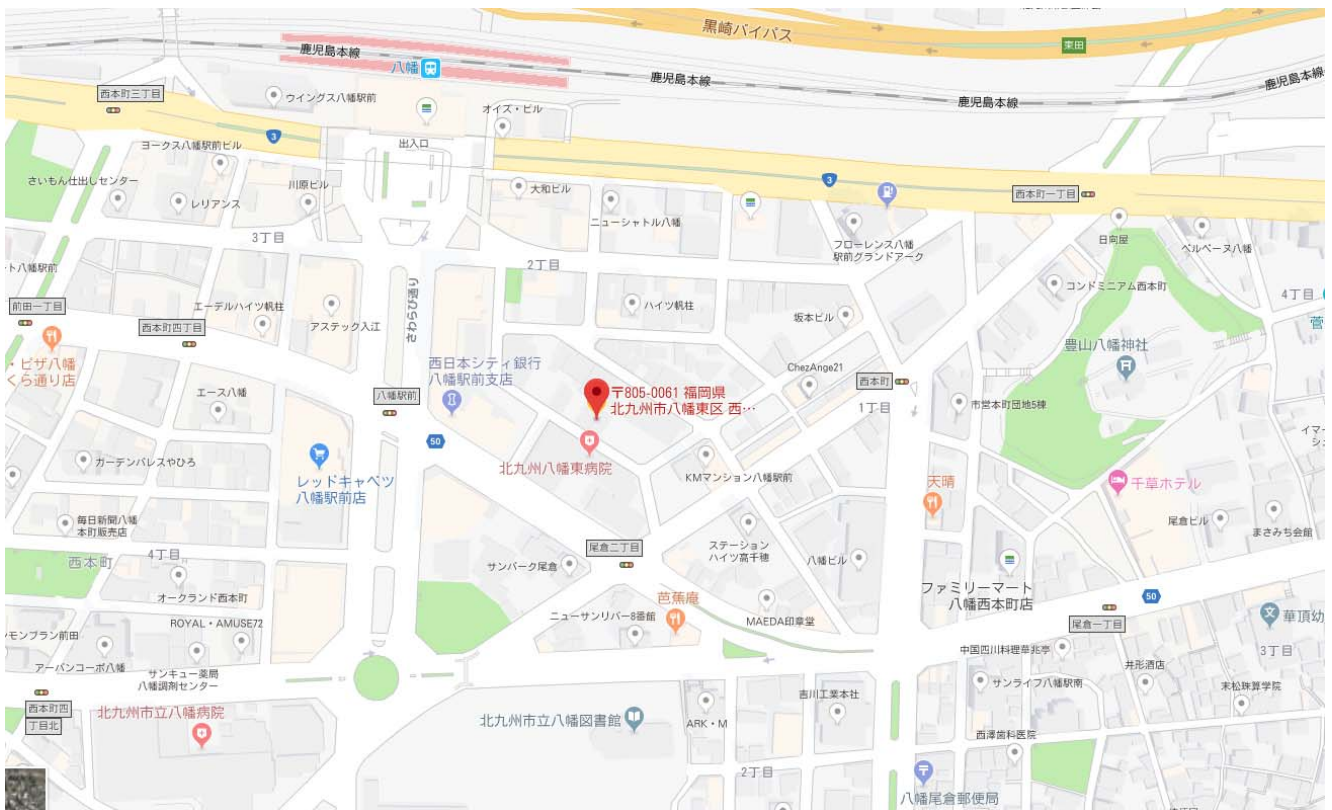 黒崎バイパス
東田
鹿児島本線
八幡
鹿児島本線
鹿児島本線
鹿児島本線
西本町三丁目
ウイングス八幡駅前
オイズ・ビル
3
出入口
ヨークス八幡駅前ビル
さいもん仕出しセンター
レリアンス
川原ビル
大和ビル
ニューシャトル八幡
3
西本町一丁目
フローレンス八幡
駅前グランドアーク
日向屋
ベルベーヌ八幡
3丁目
2丁目
ト八幡駅前
コンドミニアム西本町
4丁目
菅
前田一丁目
エーデルハイツ帆柱
西本町四丁目
アステック入江
さわらび通り
ハイツ帆柱
坂本ビル
豊山八幡神社
・ピザ八幡
くら通り店
西日本シティ銀行
八幡駅前支店
ChezAnge21
西本町
エース八幡
八幡駅前
〒805-0061 福岡県
北九州市八幡東区 西…
1丁目
市営本町団地5棟
イマー
シ
50
ガーデンパレスやひろ
レッドキャベツ
八幡駅前店
北九州八幡東病院
KMマンション八幡駅前
天晴
千草ホテル
毎日新聞八幡
本町販売店
尾倉ビル
まさみち会館
西本町
4丁目
尾倉二丁目
サンパーク尾倉
ステーション
ハイツ高千穂
八幡ビル
オークランド西本町
ファミリーマート
八幡西本町店
50
芭蕉庵
ニューサンリバー8番館
MAEDA印章堂
尾倉一丁目
華頂幼
モンブラン前田
ROYAL・AMUSE72
アーバンコーポ八幡
サンキュー薬局
八幡調剤センター
中国四川料理華兆亭
井形酒店
3丁目
サンライフ八幡駅南
末松珠算学院
西本町四
丁目北
北九州市立八幡病院
北九州市立八幡図書館
ARK・M
吉川工業本社
西澤歯科医院
2丁目
八幡尾倉郵便局